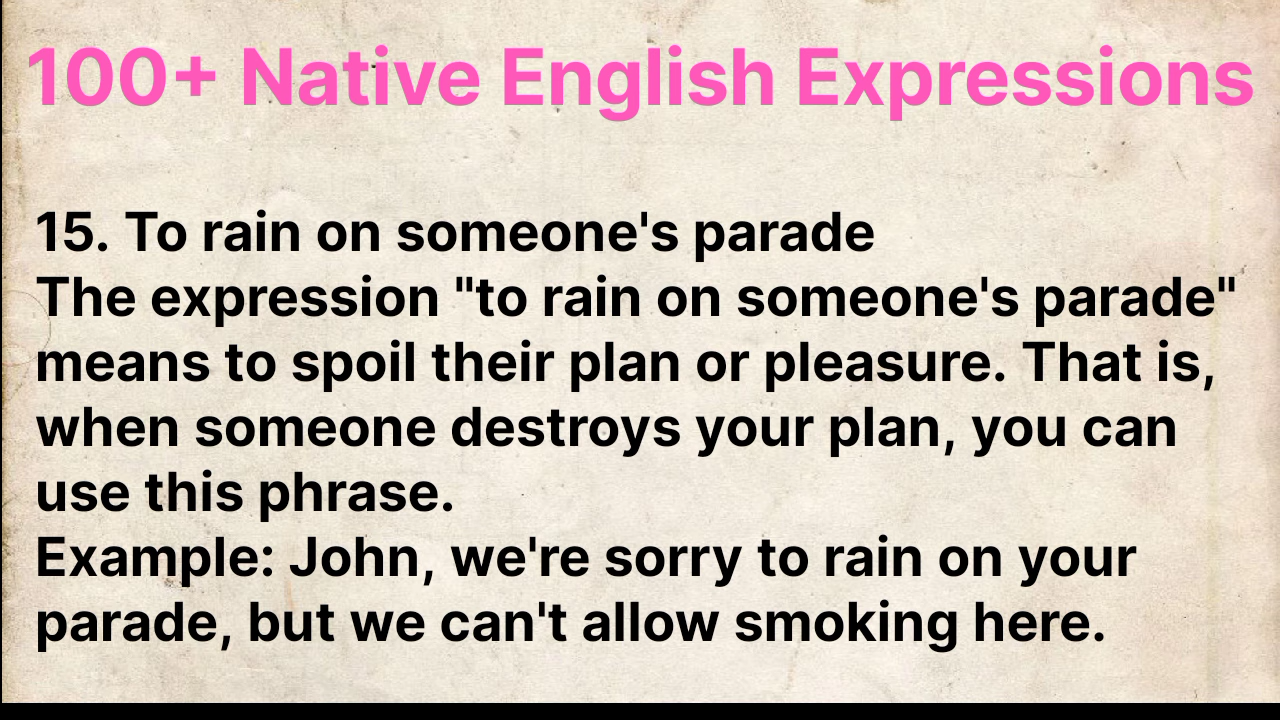 100+ Native English Expressions
15. To rain on someone's parade
The expression "to rain on someone's parade"
means to spoil their plan or pleasure. That is,
when someone destroys your plan, you can
use this phrase.
Example: John, we're sorry to rain on your
parade, but we can't allow smoking here.